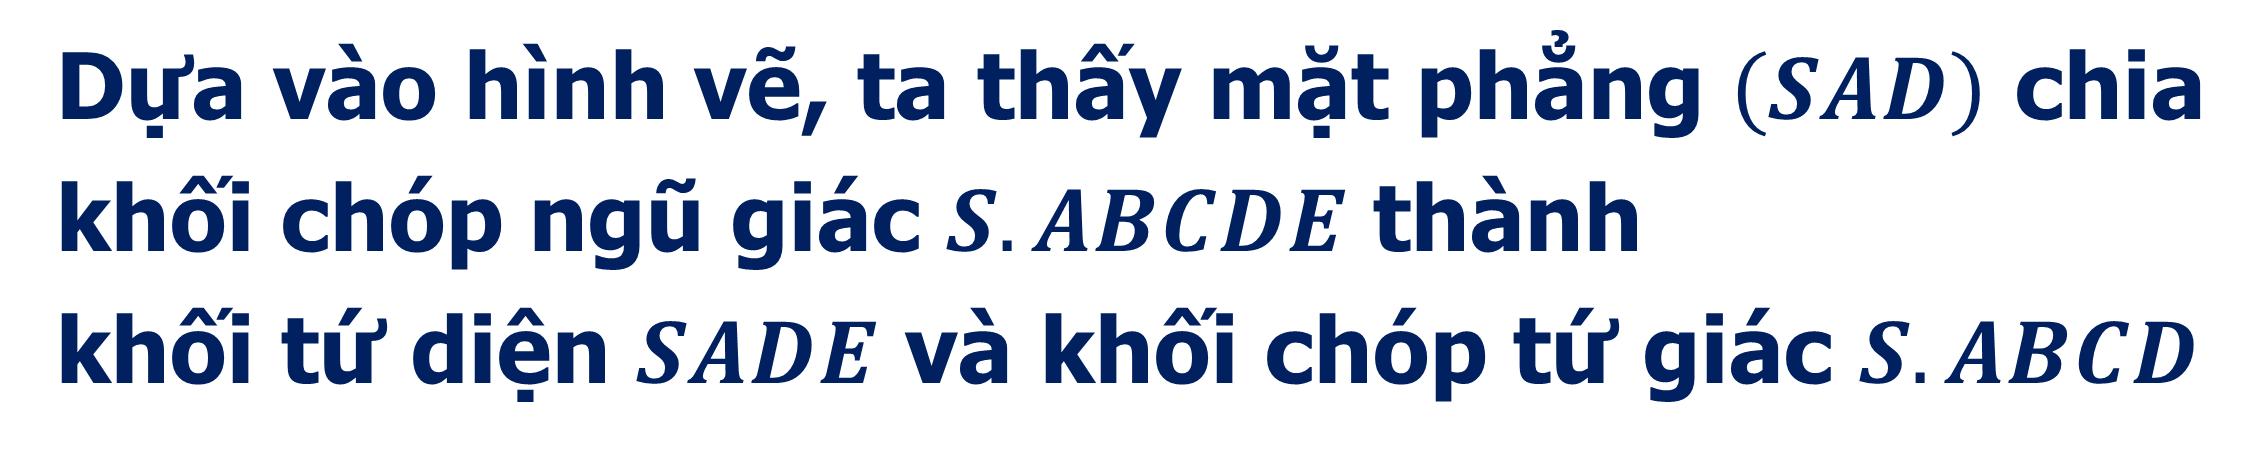 Dựa vào hình vẽ, ta thấy mặt phẳng (SAD) chia
khối chóp ngũ giác S.ABCDE thành
khối tứ diện SADE và khối chóp tứ giác S.ABCD